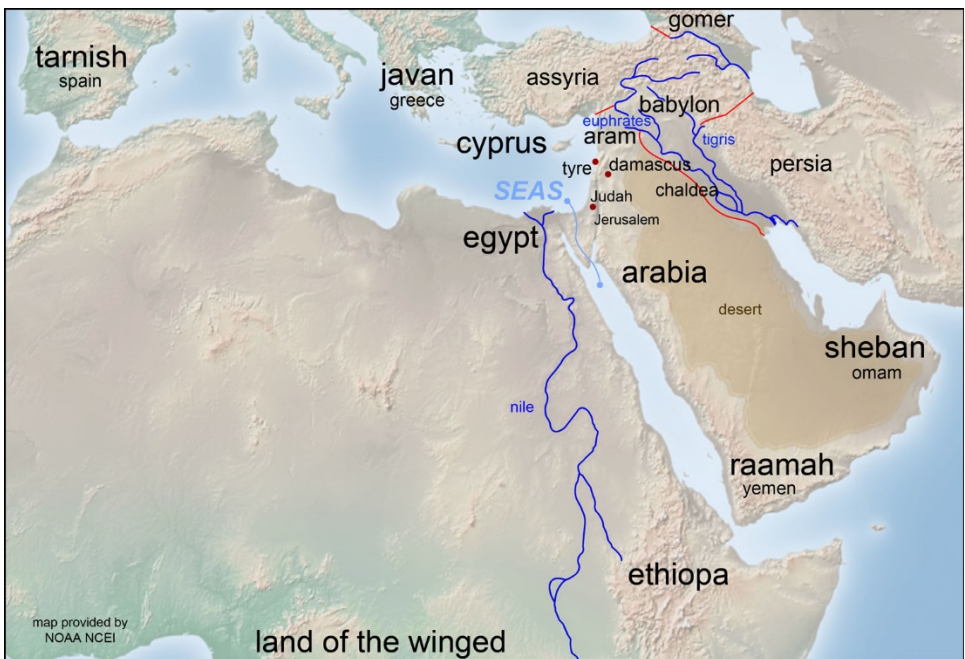 gomer
tarnish
spain
javan
greece
assyria
babylon
euphrates
aram
tigris
cyprus
tyre
damascus
persia
chaldea
SEAS
Judah
Jerusalem
egypt
arabia
desert
sheban
omam
nile
raamah
yemen
ethiopa
map provided by
NOAA NCEI
land of the winged